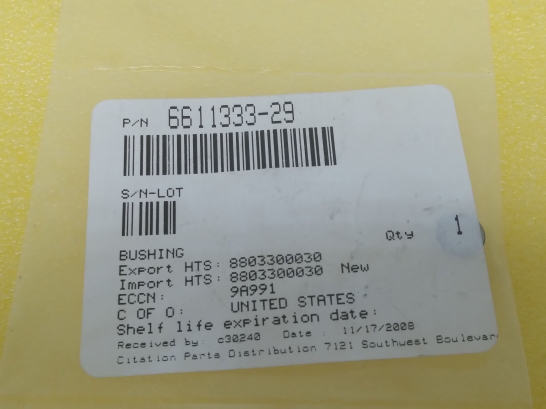 P/N 6611333-29
S/N-LOT
Qty 1
BUSHING
Export HTS: 8803300030
Import HTS: 8803300030 New
ECCN: 9A991
C OF O: UNITED STATES
Shelf life expiration date:
Received by: c30240 Date : 11/17/2008
Citation Parts Distribution 7121 Southwest Boulevar